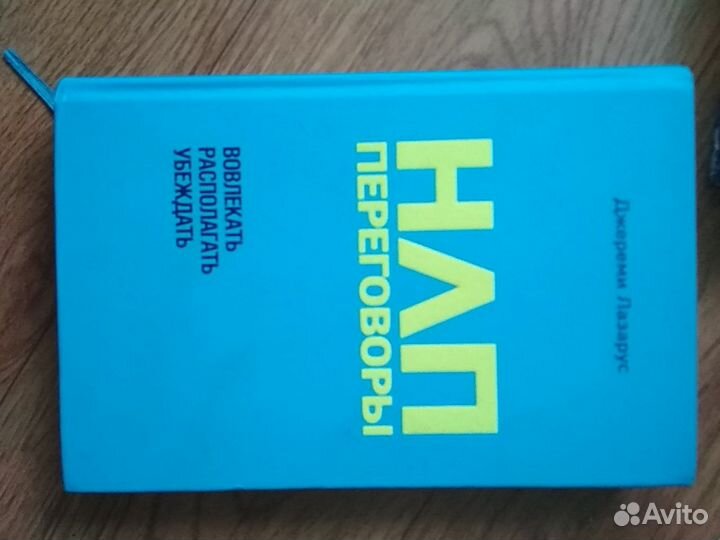 Джереми Лазарус
НЛП
ПЕРЕГОВОРЫ
ВОВЛЕКАТЬ
РАСПОЛАГАТЬ
УБЕЖДАТЬ
Avito